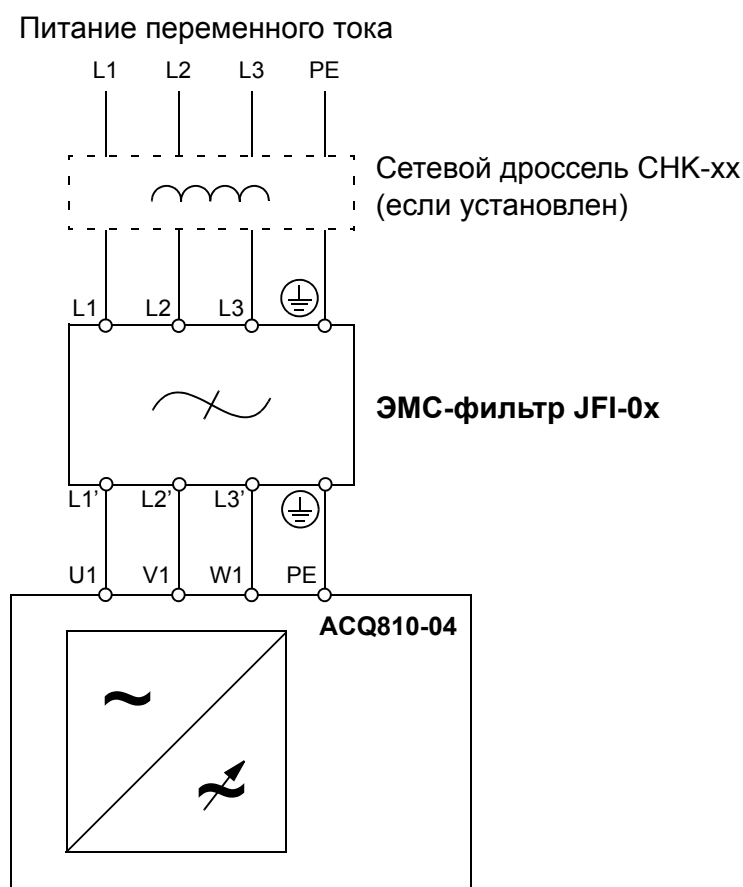 Питание переменного тока
L1 L2 L3 PE
Сетевой дроссель CHK-xx
(если установлен)
L1 L2 L3
ЭМС-фильтр JFI-0x
L1’ L2’ L3’
U1 V1 W1 PE
ACQ810-04